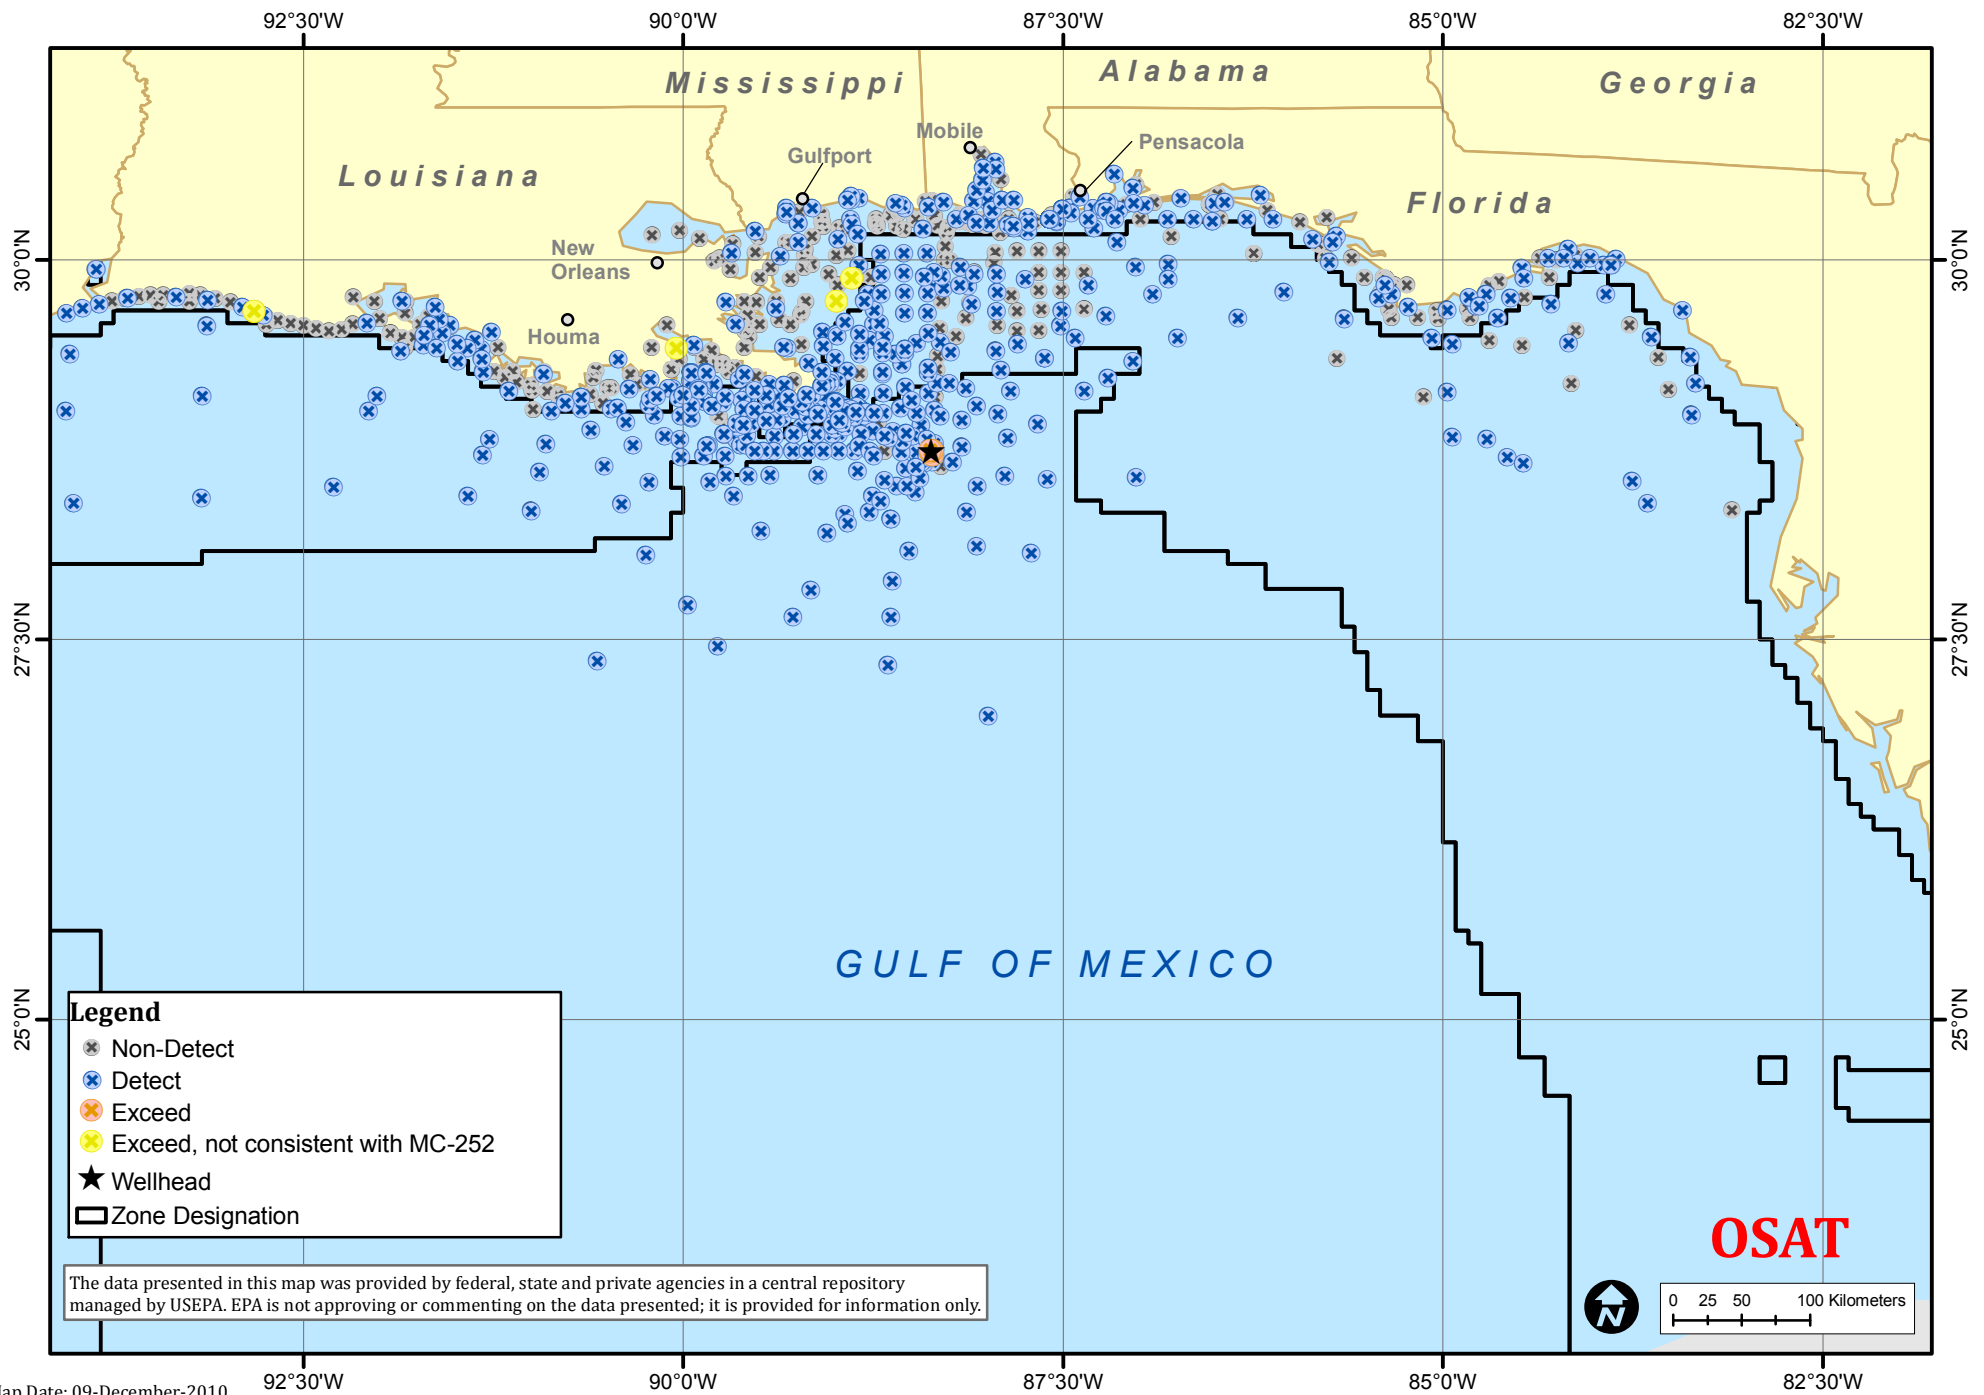 92°30'W 90°0'W 87°30'W 85°0'W 82°30'W
Mississippi
Alabama
Georgia
Mobile
Pensacola
Gulfport
Louisiana
Florida
New
Orleans
Houma
30°0'N 30°0'N
27°30'N 27°30'N
25°0'N 25°0'N
GULF OF MEXICO
Legend
Non-Detect
Detect
Exceed
Exceed, not consistent with MC-252
Wellhead
Zone Designation
OSAT
The data presented in this map was provided by federal, state and private agencies in a central repository
managed by USEPA. EPA is not approving or commenting on the data presented; it is provided for information only.
N
0 25 50 100 Kilometers
92°30'W 90°0'W 87°30'W 85°0'W 82°30'W
Map Date: 09-December-2010